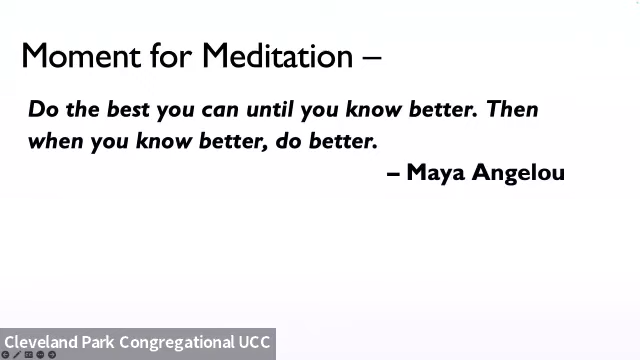 Moment for Meditation –
Do the best you can until you know better. Then
when you know better, do better.
– Maya Angelou
Cleveland Park Congregational UCC